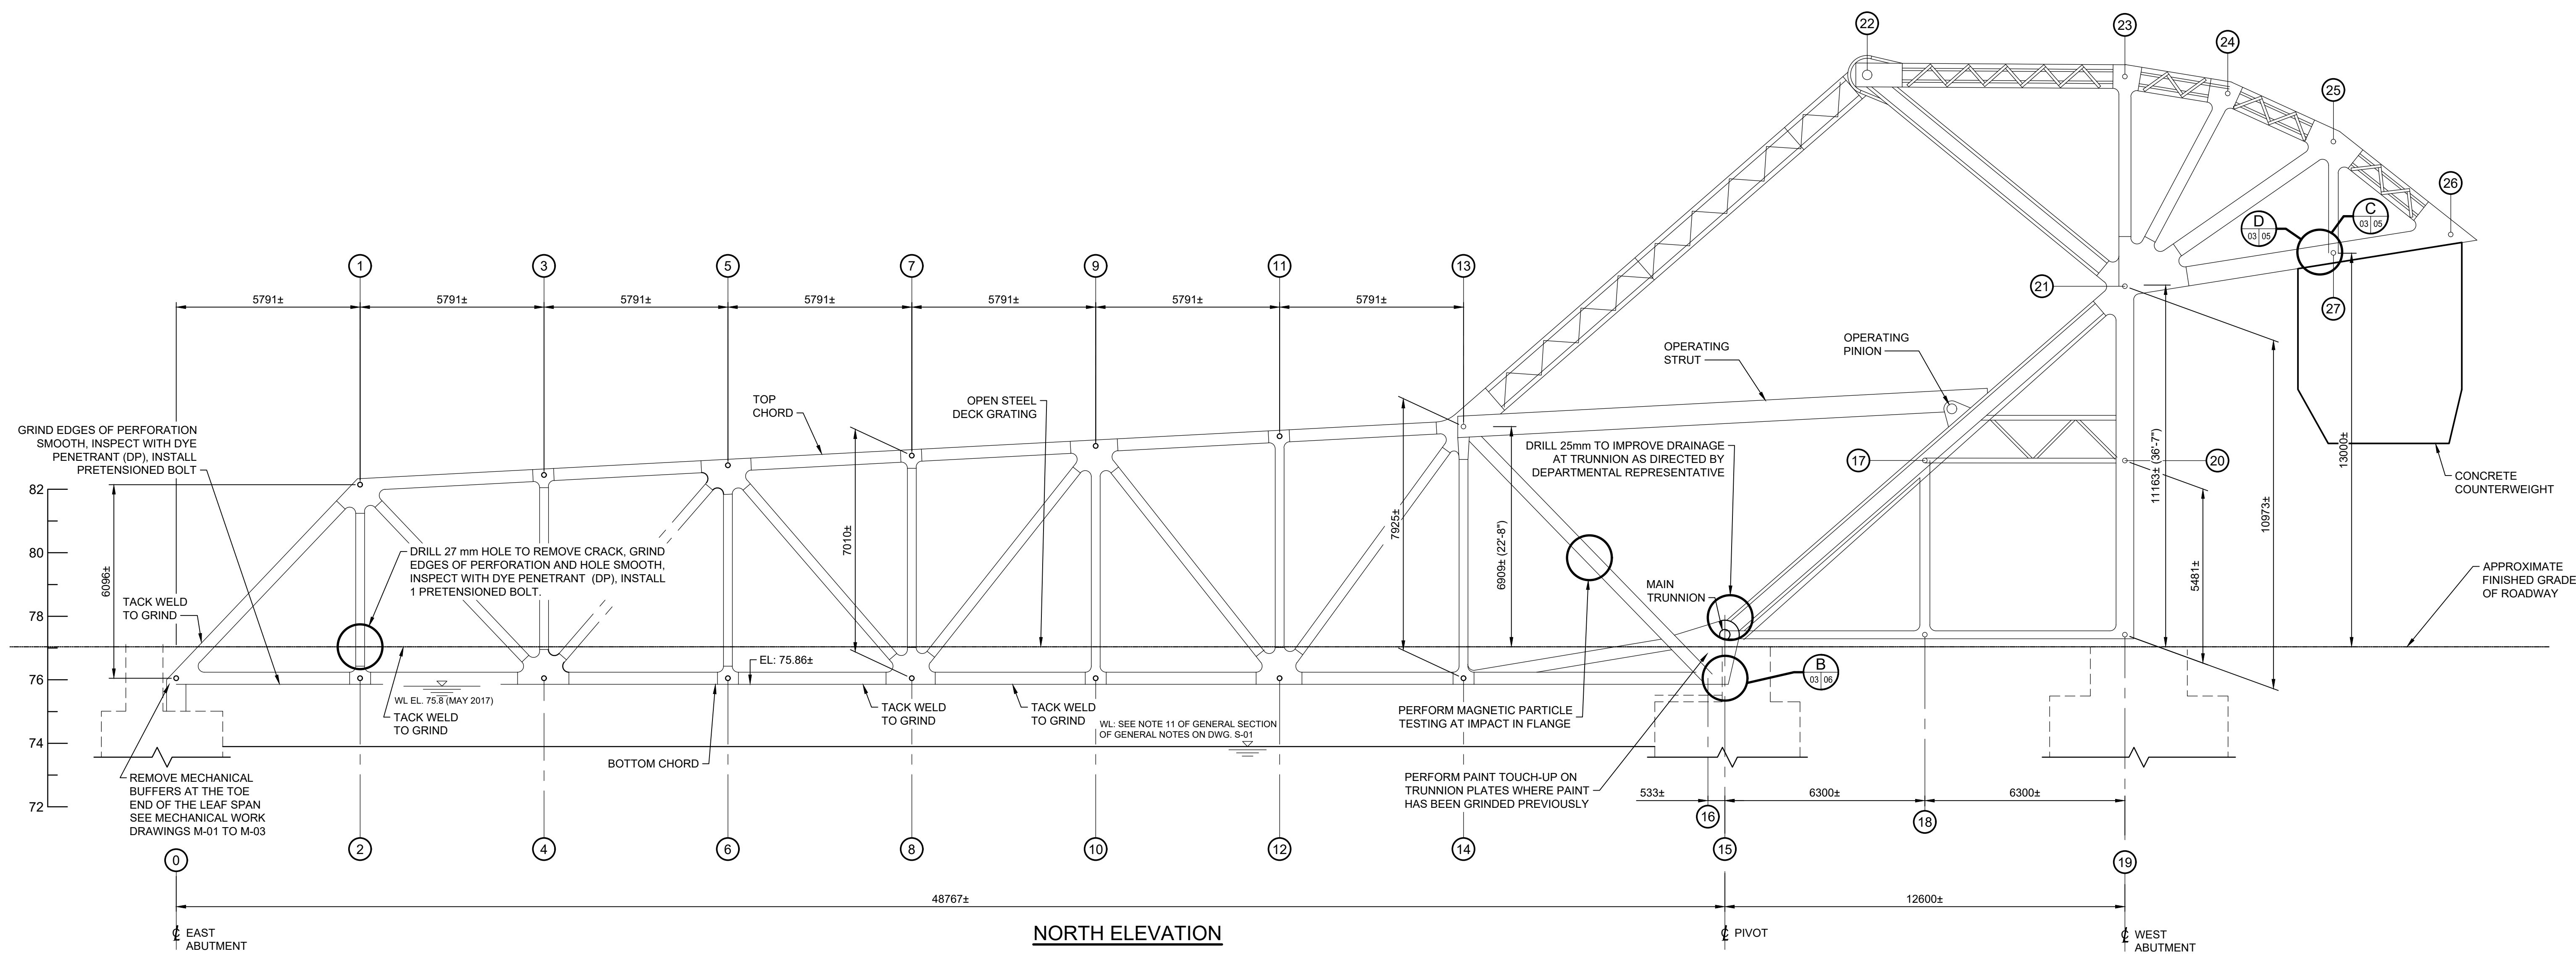 22
23
24
25
26
D
03 05
C
03 05
27
21
1
3
5
7
9
11
13
5791±
5791±
5791±
5791±
5791±
5791±
5791±
OPERATING
STRUT
OPERATING
PINION
TOP
CHORD
OPEN STEEL
DECK GRATING
GRIND EDGES OF PERFORATION
SMOOTH, INSPECT WITH DYE
PENETRANT (DP), INSTALL
PRETENSIONED BOLT
DRILL 25mm TO IMPROVE DRAINAGE
AT TRUNNION AS DIRECTED BY
DEPARTMENTAL REPRESENTATIVE
17
20
11163± (36'-7")
13000±
10973±
5481±
CONCRETE
COUNTERWEIGHT
82
80
78
76
74
72
6096±
7010±
7925±
6909± (22'-8")
DRILL 27 mm HOLE TO REMOVE CRACK, GRIND
EDGES OF PERFORATION AND HOLE SMOOTH,
INSPECT WITH DYE PENETRANT (DP), INSTALL
1 PRETENSIONED BOLT.
TACK WELD
TO GRIND
MAIN
TRUNNION
APPROXIMATE
FINISHED GRADE
OF ROADWAY
EL: 75.86±
WL EL. 75.8 (MAY 2017)
TACK WELD
TO GRIND
TACK WELD
TO GRIND
TACK WELD
TO GRIND
WL: SEE NOTE 11 OF GENERAL SECTION
OF GENERAL NOTES ON DWG. S-01
PERFORM MAGNETIC PARTICLE
TESTING AT IMPACT IN FLANGE
B
03 06
BOTTOM CHORD
REMOVE MECHANICAL
BUFFERS AT THE TOE
END OF THE LEAF SPAN
SEE MECHANICAL WORK
DRAWINGS M-01 TO M-03
PERFORM PAINT TOUCH-UP ON
TRUNNION PLATES WHERE PAINT
HAS BEEN GRINDED PREVIOUSLY
533±
6300±
6300±
16
18
0
2
4
6
8
10
12
14
15
19
48767±
12600±
℄ EAST
ABUTMENT
NORTH ELEVATION
℄ PIVOT
℄ WEST
ABUTMENT